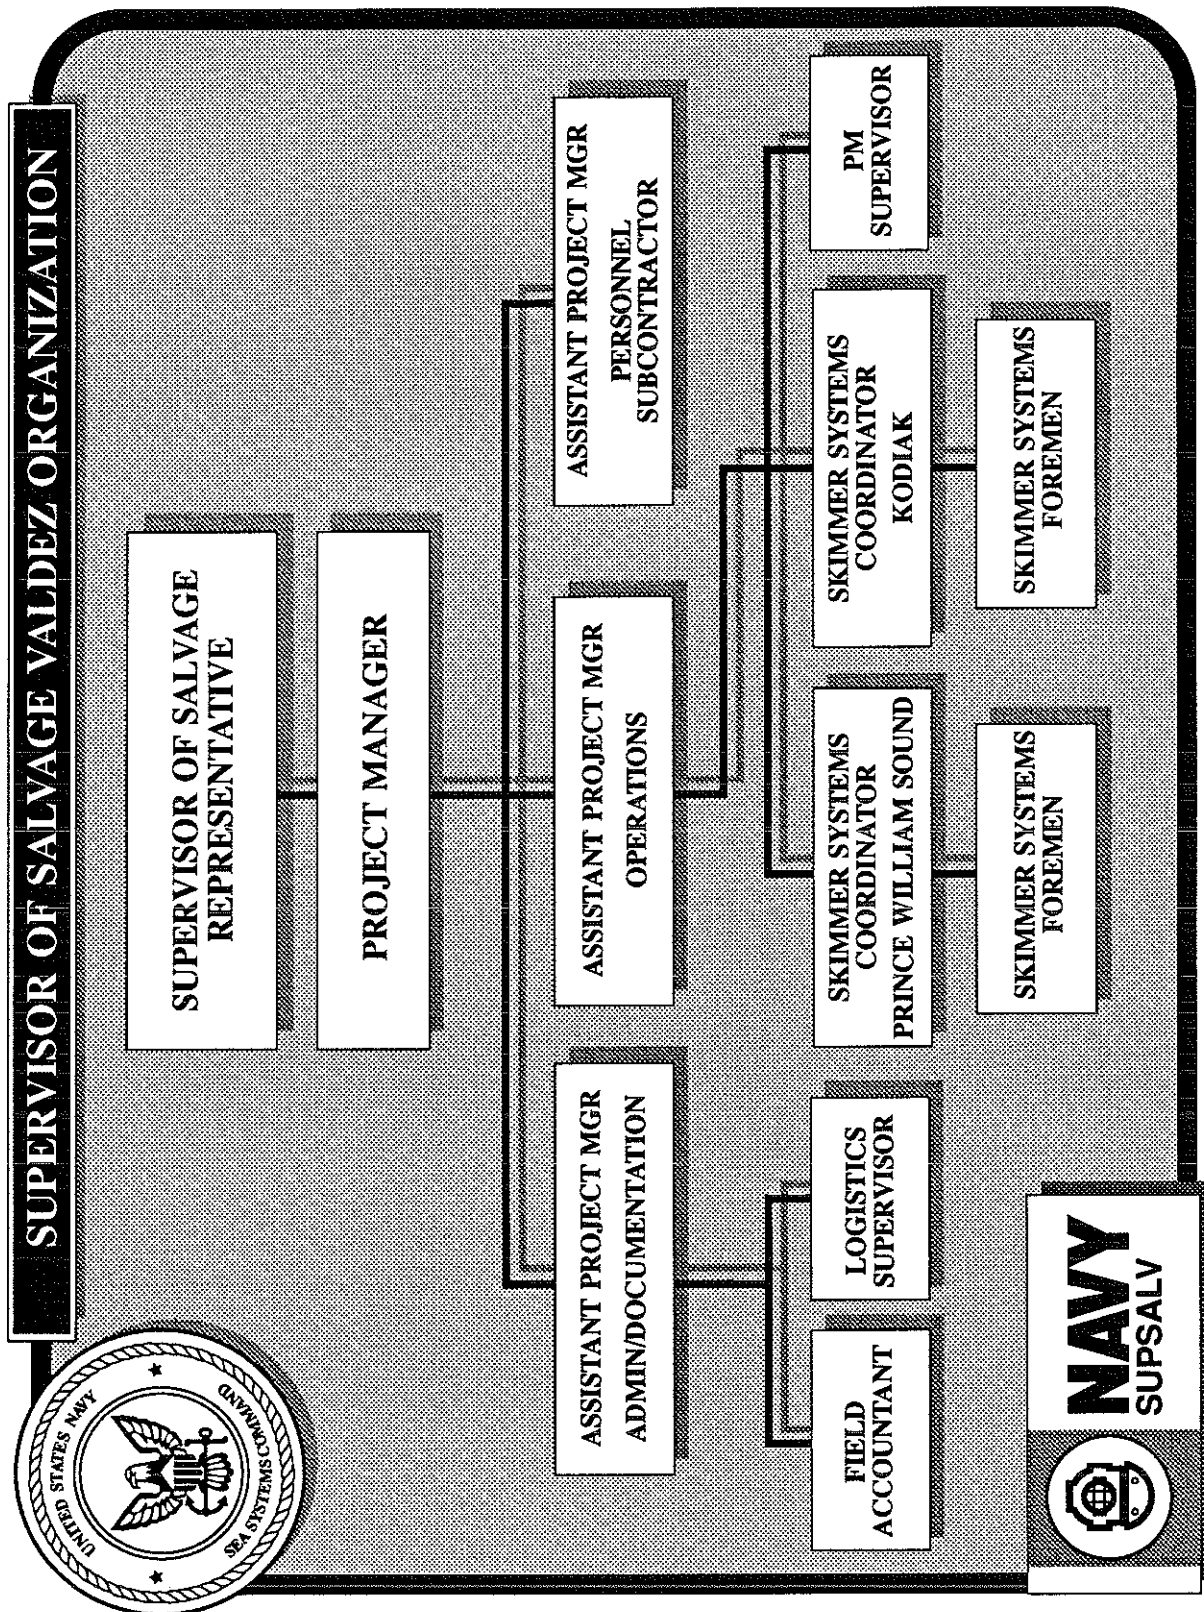 SUPERVISOR OF SALVAGE VALDEZ ORGANIZATION
UNITED STATES NAVY
SEA SYSTEMS COMMAND
SUPERVISOR OF SALVAGE
REPRESENTATIVE
PROJECT MANAGER
ASSISTANT PROJECT MGR
ADMIN/DOCUMENTATION
ASSISTANT PROJECT MGR
OPERATIONS
ASSISTANT PROJECT MGR
PERSONNEL
SUBCONTRACTOR
FIELD
ACCOUNTANT
LOGISTICS
SUPERVISOR
SKIMMER SYSTEMS
COORDINATOR
PRINCE WILLIAM SOUND
SKIMMER SYSTEMS
COORDINATOR
KODIAK
PM
SUPERVISOR
SKIMMER SYSTEMS
FOREMEN
SKIMMER SYSTEMS
FOREMEN
NAVY
SUPSALV